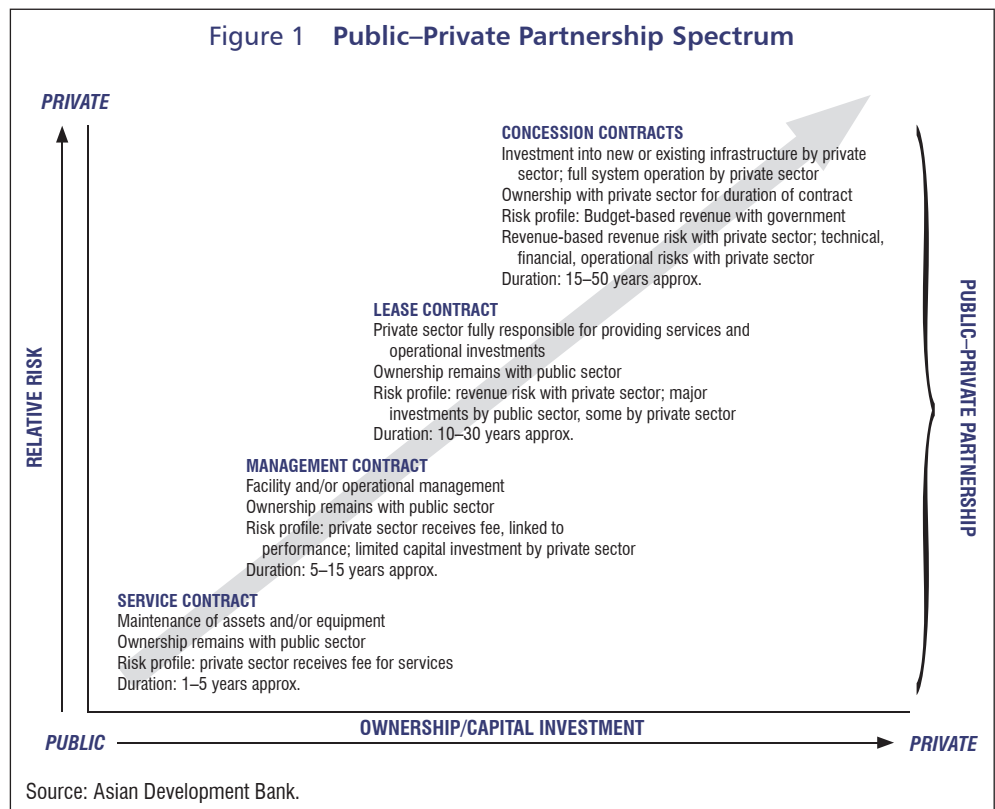 Figure 1 Public–Private Partnership Spectrum
PRIVATE
CONCESSION CONTRACTS
Investment into new or existing infrastructure by private
sector; full system operation by private sector
Ownership with private sector for duration of contract
Risk profile: Budget-based revenue with government
Revenue-based revenue risk with private sector; technical,
financial, operational risks with private sector
Duration: 15–50 years approx.
LEASE CONTRACT
Private sector fully responsible for providing services and
operational investments
Ownership remains with public sector
Risk profile: revenue risk with private sector; major
investments by public sector, some by private sector
Duration: 10–30 years approx.
MANAGEMENT CONTRACT
Facility and/or operational management
Ownership remains with public sector
Risk profile: private sector receives fee, linked to
performance; limited capital investment by private sector
Duration: 5–15 years approx.
SERVICE CONTRACT
Maintenance of assets and/or equipment
Ownership remains with public sector
Risk profile: private sector receives fee for services
Duration: 1–5 years approx.
RELATIVE RISK
PUBLIC–PRIVATE PARTNERSHIP
OWNERSHIP/CAPITAL INVESTMENT
PUBLIC
PRIVATE
Source: Asian Development Bank.